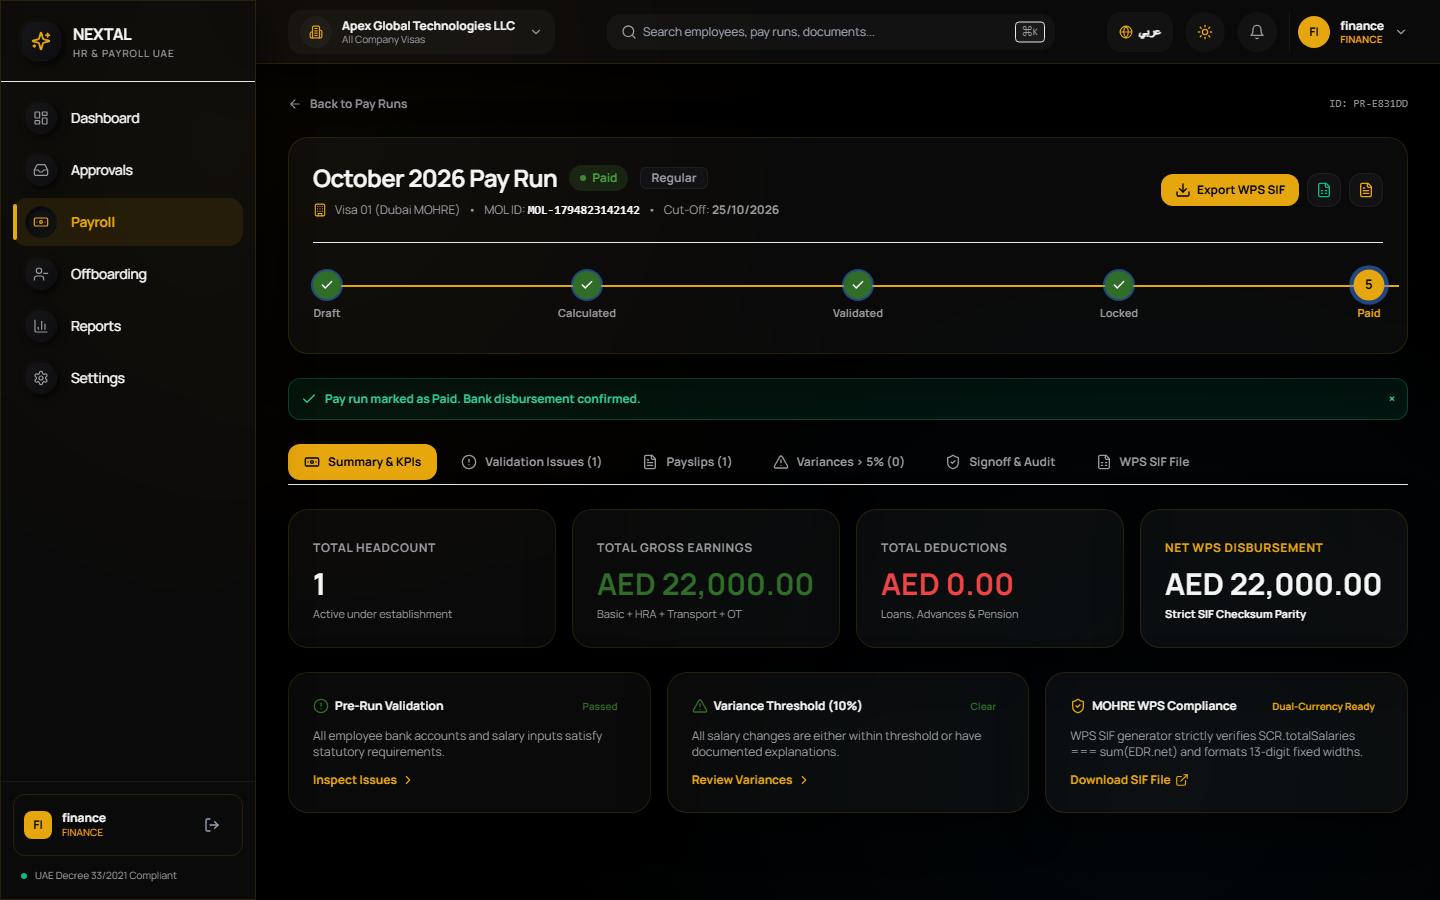 NEXTAL
HR & PAYROLL UAE
Apex Global Technologies LLC
All Company Visas
Search employees, pay runs, documents...
⌘K
عربي
FI
finance
FINANCE
Dashboard
Approvals
Payroll
Offboarding
Reports
Settings
FI
finance
FINANCE
UAE Decree 33/2021 Compliant
Back to Pay Runs
ID: PR-E831DD
October 2026 Pay Run
Paid
Regular
Visa 01 (Dubai MOHRE) • MOL ID: MOL-1794823142142 • Cut-Off: 25/10/2026
Export WPS SIF
5
Draft
Calculated
Validated
Locked
Paid
Pay run marked as Paid. Bank disbursement confirmed.
×
Summary & KPIs
Validation Issues (1)
Payslips (1)
Variances > 5% (0)
Signoff & Audit
WPS SIF File
TOTAL HEADCOUNT
1
Active under establishment
TOTAL GROSS EARNINGS
AED 22,000.00
Basic + HRA + Transport + OT
TOTAL DEDUCTIONS
AED 0.00
Loans, Advances & Pension
NET WPS DISBURSEMENT
AED 22,000.00
Strict SIF Checksum Parity
Pre-Run Validation
Passed
All employee bank accounts and salary inputs satisfy
statutory requirements.
Inspect Issues
Variance Threshold (10%)
Clear
All salary changes are either within threshold or have
documented explanations.
Review Variances
MOHRE WPS Compliance
Dual-Currency Ready
WPS SIF generator strictly verifies SCR.totalSalaries
=== sum(EDR.net) and formats 13-digit fixed widths.
Download SIF File